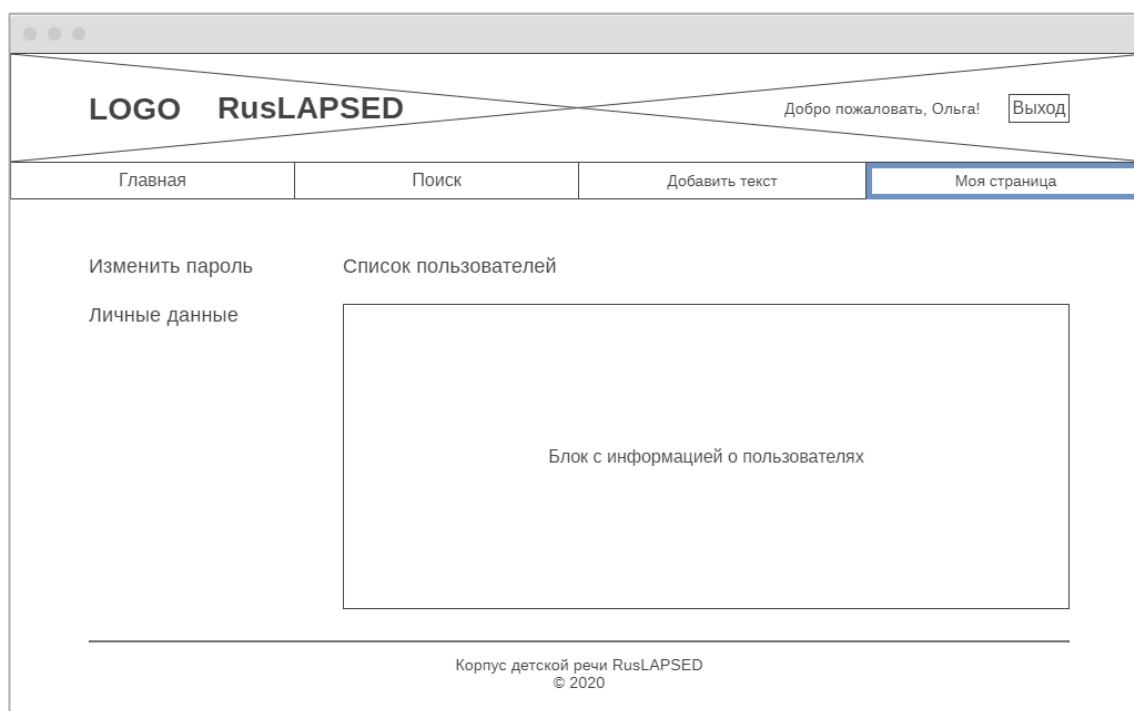 LOGO RusLAPSED Добро пожаловать, Ольга! Выход
Главная Поиск Добавить текст Моя страница
Изменить пароль Список пользователей
Личные данные
Блок с информацией о пользователях
Корпус детской речи RusLAPSED
© 2020